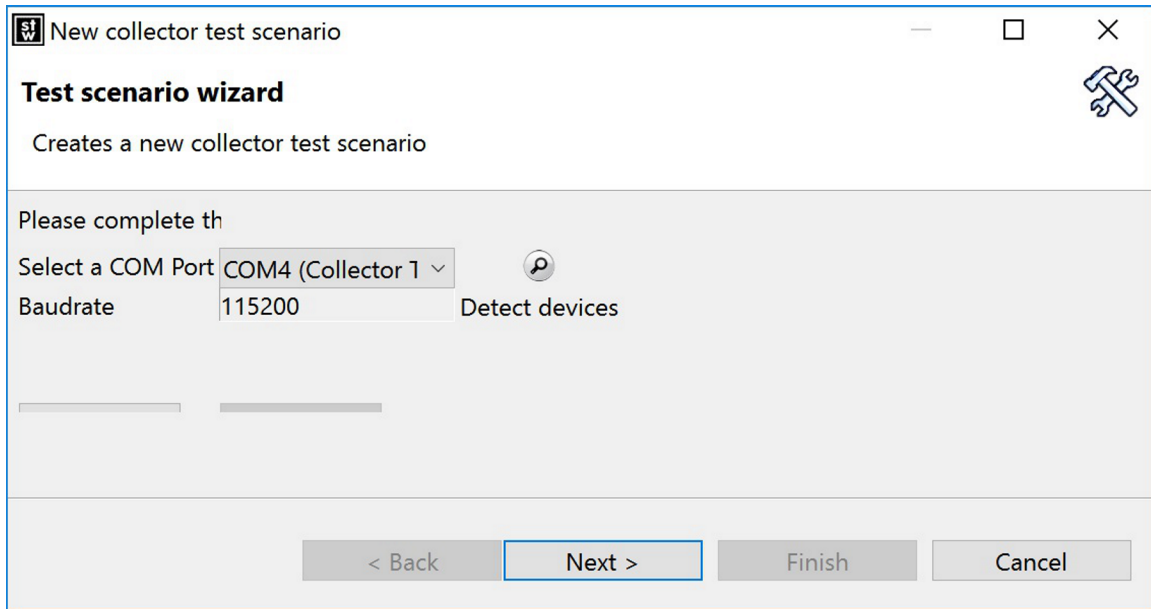 stw New collector test scenario
Test scenario wizard
Creates a new collector test scenario
Please complete th
Select a COM Port COM4 (Collector T
Baudrate 115200 Detect devices
< Back Next > Finish Cancel